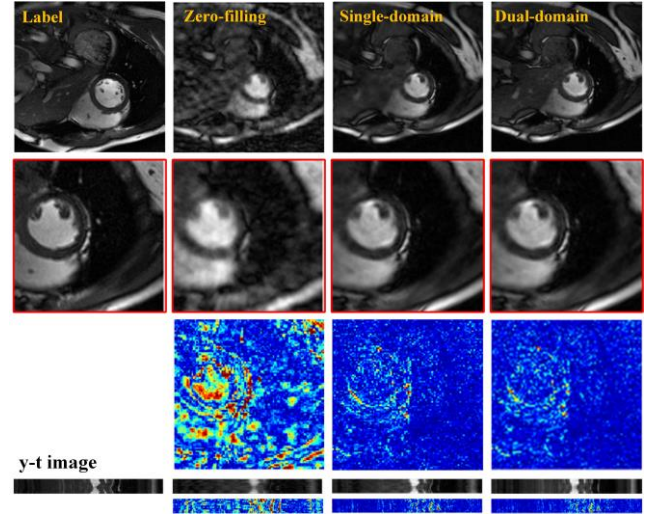 Label
Zero-filling
Single-domain
Dual-domain
y-t image